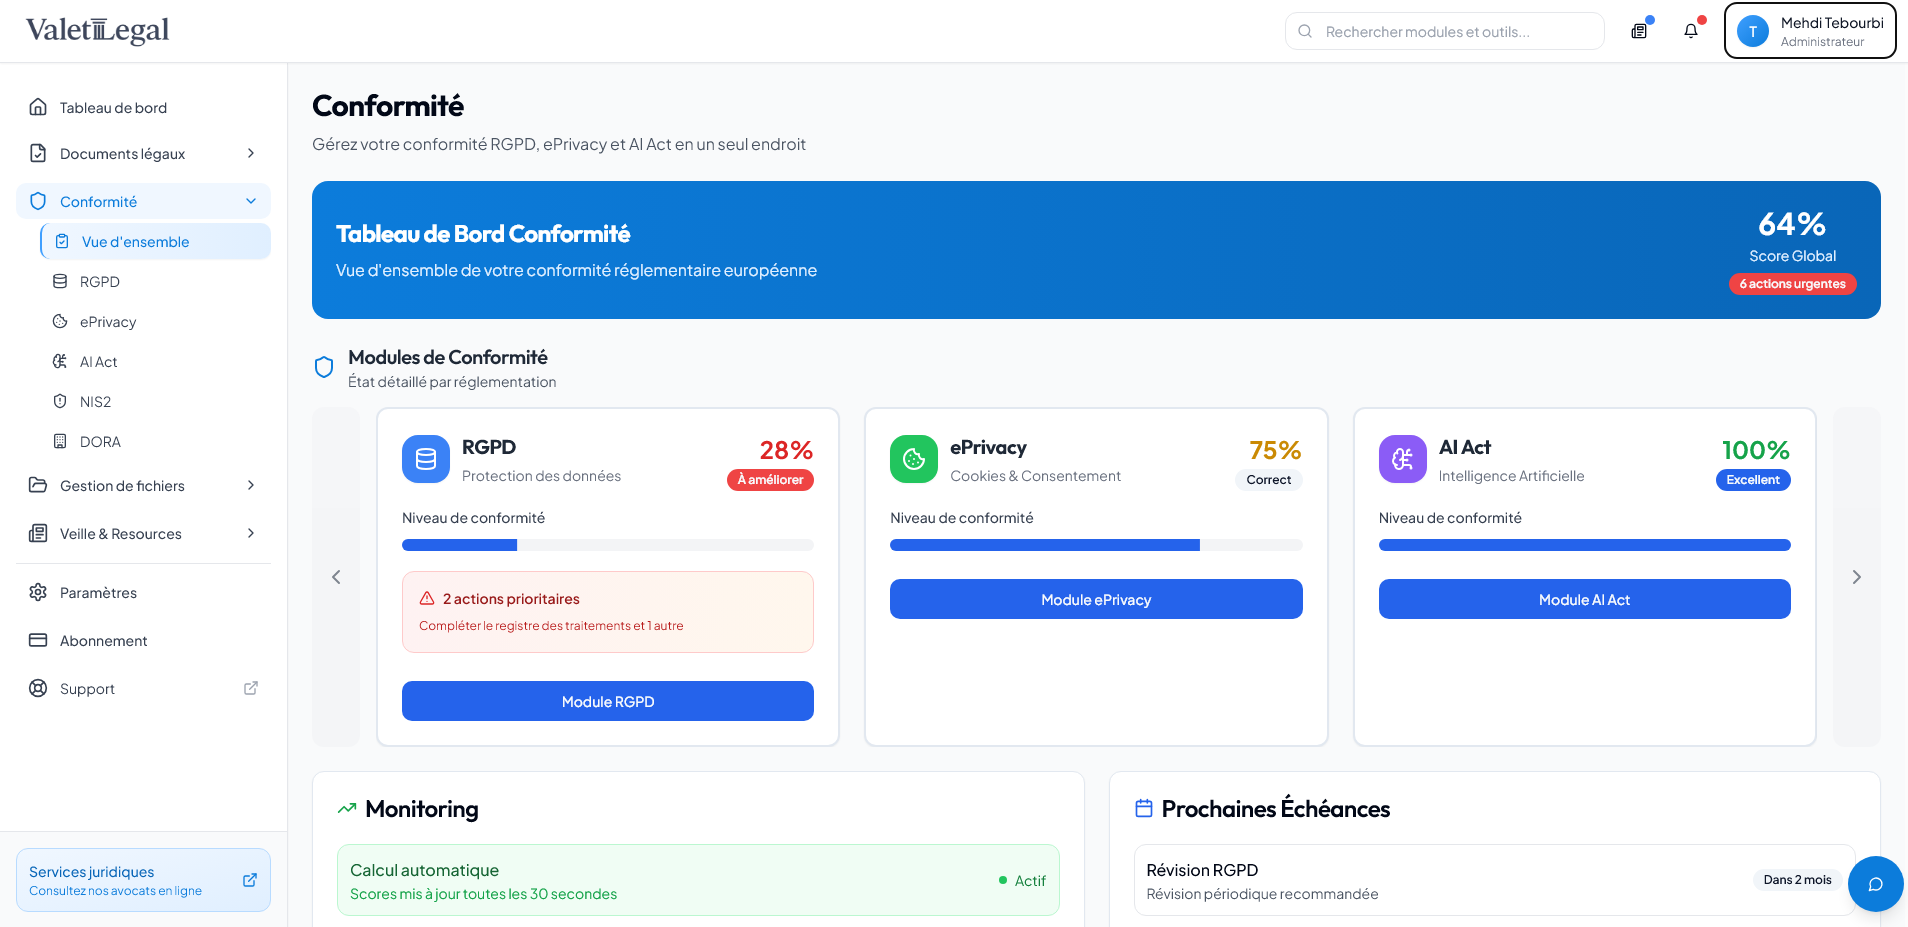 ValetLegal
Rechercher modules et outils...
T
Mehdi Tebourbi
Administrateur
Tableau de bord
Documents légaux
Conformité
Vue d'ensemble
RGPD
ePrivacy
AI Act
NIS2
DORA
Gestion de fichiers
Veille & Resources
Paramètres
Abonnement
Support
Services juridiques
Consultez nos avocats en ligne
Conformité
Gérez votre conformité RGPD, ePrivacy et AI Act en un seul endroit
Tableau de Bord Conformité
Vue d'ensemble de votre conformité réglementaire européenne
64%
Score Global
6 actions urgentes
Modules de Conformité
État détaillé par réglementation
RGPD
Protection des données
28%
À améliorer
Niveau de conformité
2 actions prioritaires
Compléter le registre des traitements et 1 autre
Module RGPD
ePrivacy
Cookies & Consentement
75%
Correct
Niveau de conformité
Module ePrivacy
AI Act
Intelligence Artificielle
100%
Excellent
Niveau de conformité
Module AI Act
Monitoring
Calcul automatique
Scores mis à jour toutes les 30 secondes
Actif
Prochaines Échéances
Révision RGPD
Révision périodique recommandée
Dans 2 mois